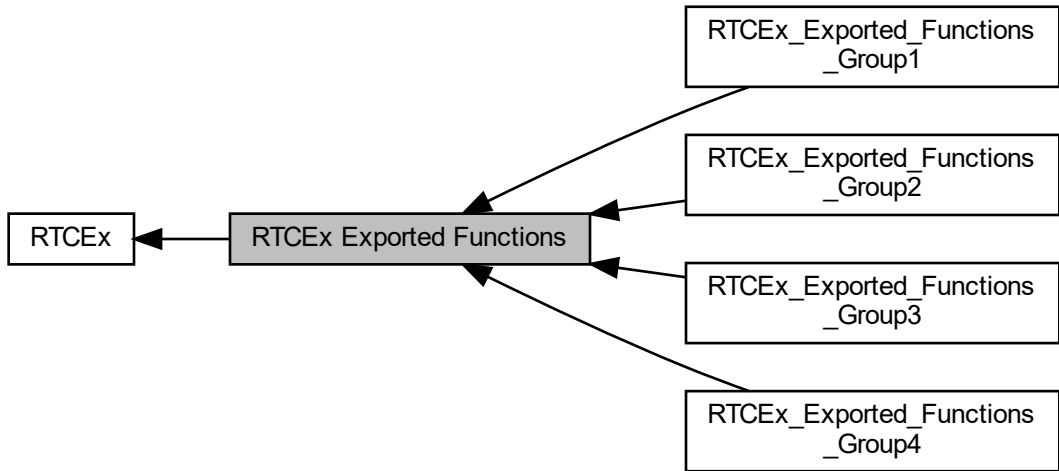 RTCEx_Exported_Functions
_Group1
RTCEx_Exported_Functions
_Group2
RTCEx
RTCEx Exported Functions
RTCEx_Exported_Functions
_Group3
RTCEx_Exported_Functions
_Group4